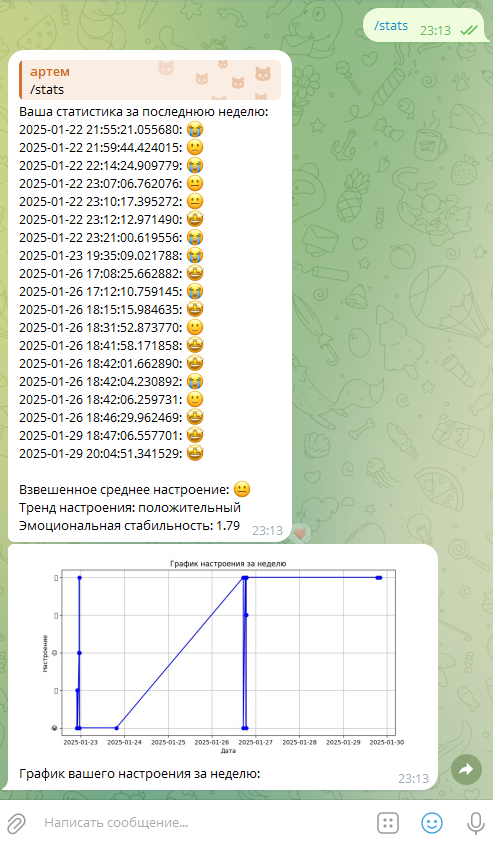 /stats 23:13
артем
/stats
Ваша статистика за последнюю неделю:
2025-01-22 21:55:21.055680: 😭
2025-01-22 21:59:44.424015: 🙁
2025-01-22 22:14:24.909779: 😭
2025-01-22 23:07:06.762076: 😐
2025-01-22 23:10:17.395272: 😐
2025-01-22 23:12:12.971490: 🤩
2025-01-22 23:21:00.619556: 😭
2025-01-23 19:35:09.021788: 😭
2025-01-26 17:08:25.662882: 🤩
2025-01-26 17:12:10.759145: 😭
2025-01-26 18:15:15.984635: 🤩
2025-01-26 18:31:52.873770: 🙂
2025-01-26 18:41:58.171858: 🤩
2025-01-26 18:42:01.662890: 🤩
2025-01-26 18:42:04.230892: 😭
2025-01-26 18:42:06.259731: 🙂
2025-01-26 18:46:29.962469: 🤩
2025-01-29 18:47:06.557701: 🤩
2025-01-29 20:04:51.341529: 🤩
Взвешенное среднее настроение: 😐
Тренд настроения: положительный
Эмоциональная стабильность: 1.79 23:13
График настроения за неделю
Настроение
2025-01-23 2025-01-24 2025-01-25 2025-01-26 2025-01-27 2025-01-28 2025-01-29 2025-01-30
Дата
График вашего настроения за неделю: 23:13
Написать сообщение...